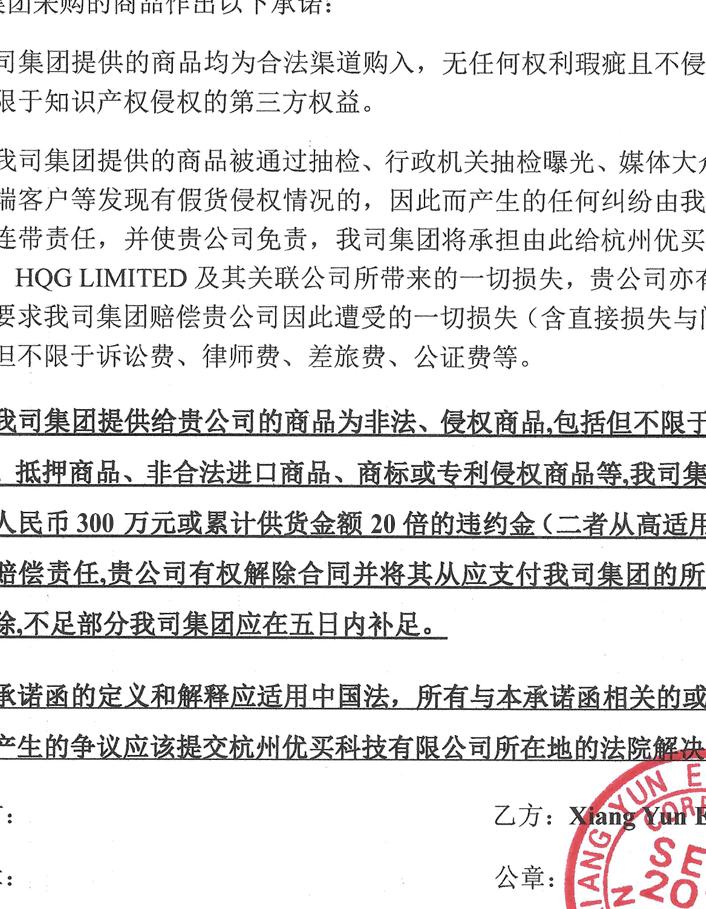 集团采购的商品作出以下承诺：
司集团提供的商品均为合法渠道购入，无任何权利瑕疵且不侵
限于知识产权侵权的第三方权益。
我司集团提供的商品被通过抽检、行政机关抽检曝光、媒体大众
端客户等发现有假货侵权情况的，因此而产生的任何纠纷由我
连带责任，并使贵公司免责，我司集团将承担由此给杭州优买
HQG LIMITED 及其关联公司所带来的一切损失，贵公司亦有
要求我司集团赔偿贵公司因此遭受的一切损失（含直接损失与间
但不限于诉讼费、律师费、差旅费、公证费等。
我司集团提供给贵公司的商品为非法、侵权商品,包括但不限于
、抵押商品、非合法进口商品、商标或专利侵权商品等,我司集
人民币 300 万元或累计供货金额 20 倍的违约金（二者从高适用
赔偿责任,贵公司有权解除合同并将其从应支付我司集团的所
除,不足部分我司集团应在五日内补足。
承诺函的定义和解释应适用中国法，所有与本承诺函相关的或
产生的争议应该提交杭州优买科技有限公司所在地的法院解决
乙方：Xiang Yun E
公章：
XIANG YUN E
CORP
SE
20